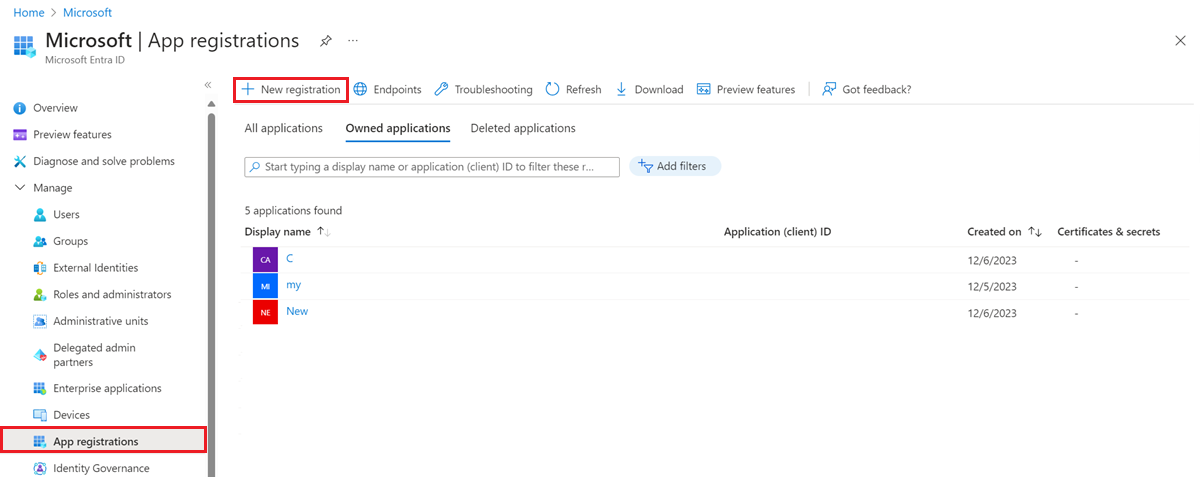 Home > Microsoft
Microsoft | App registrations
Microsoft Entra ID
New registration
Endpoints
Troubleshooting
Refresh
Download
Preview features
Got feedback?
Overview
Preview features
Diagnose and solve problems
Manage
Users
Groups
External Identities
Roles and administrators
Administrative units
Delegated admin
partners
Enterprise applications
Devices
App registrations
Identity Governance
All applications
Owned applications
Deleted applications
Start typing a display name or application (client) ID to filter these r...
Add filters
5 applications found
Display name
Application (client) ID
Created on
Certificates & secrets
CA C 12/6/2023 -
MI my 12/5/2023 -
NE New 12/6/2023 -